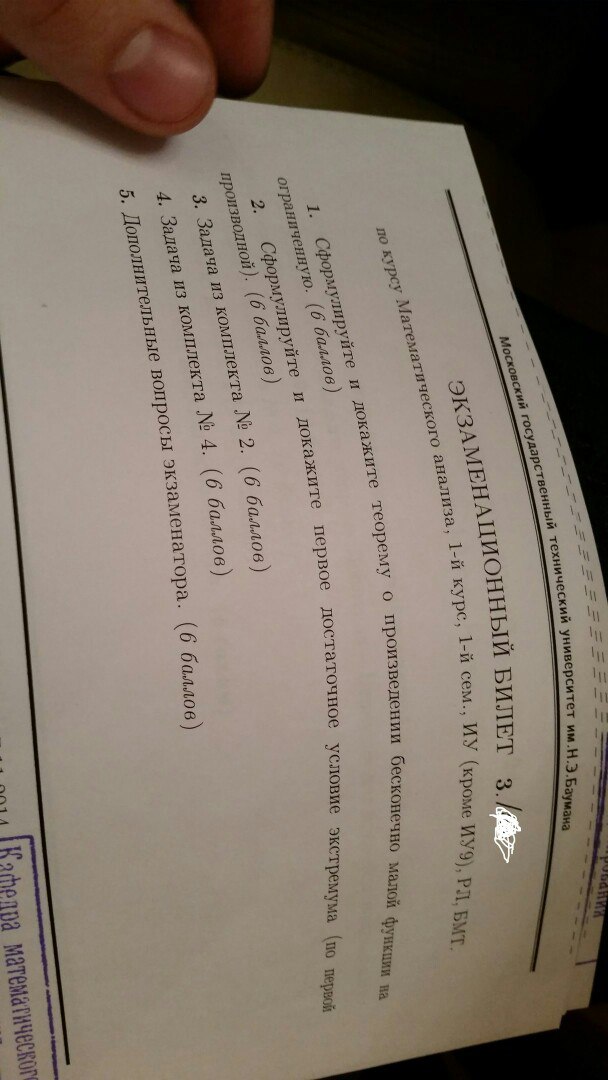 Московский государственный технический университет им.Н.Э.Баумана
ЭКЗАМЕНАЦИОННЫЙ БИЛЕТ 3.
по курсу Математического анализа, 1-й курс, 1-й сем., ИУ (кроме ИУ9), РЛ, БМТ.
1. Сформулируйте и докажите теорему о произведении бесконечно малой функции на
ограниченную. (6 баллов)
2. Сформулируйте и докажите первое достаточное условие экстремума (по первой
производной). (6 баллов)
3. Задача из комплекта № 2. (6 баллов)
4. Задача из комплекта № 4. (6 баллов)
5. Дополнительные вопросы экзаменатора. (6 баллов)
11.2014
Кафедра математического